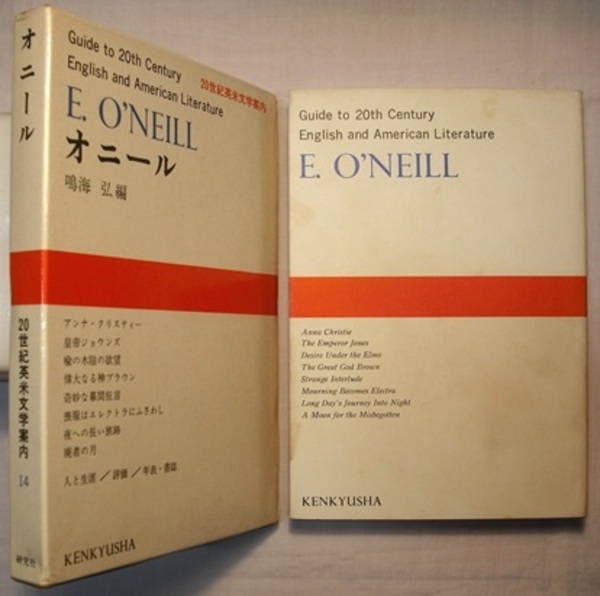 オニール
20世紀英米文学案内
14
研究社
Guide to 20th Century
English and American Literature
20世紀英米文学案内
E. O'NEILL
オニール
鳴海 弘 編
アンナ・クリスティー
皇帝ジョウンズ
楡の木陰の欲望
偉大なる神ブラウン
奇妙な幕間狂言
喪服はエレクトラにふさわし
夜への長い旅路
廃者の月
人と生涯／評価／年表・書誌
KENKYUSHA
Guide to 20th Century
English and American Literature
E. O'NEILL
Anna Christie
The Emperor Jones
Desire Under the Elms
The Great God Brown
Strange Interlude
Mourning Becomes Electra
Long Day's Journey Into Night
A Moon for the Misbegotten
KENKYUSHA